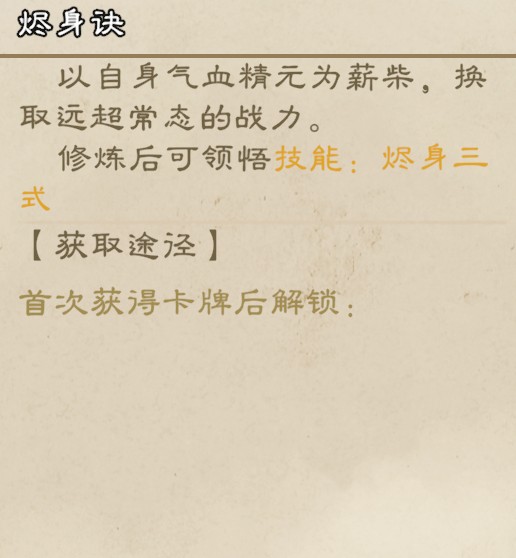 烬身诀
以自身气血精元为薪柴，换
取远超常态的战力。
修炼后可领悟技能：烬身三
式
【获取途径】
首次获得卡牌后解锁：